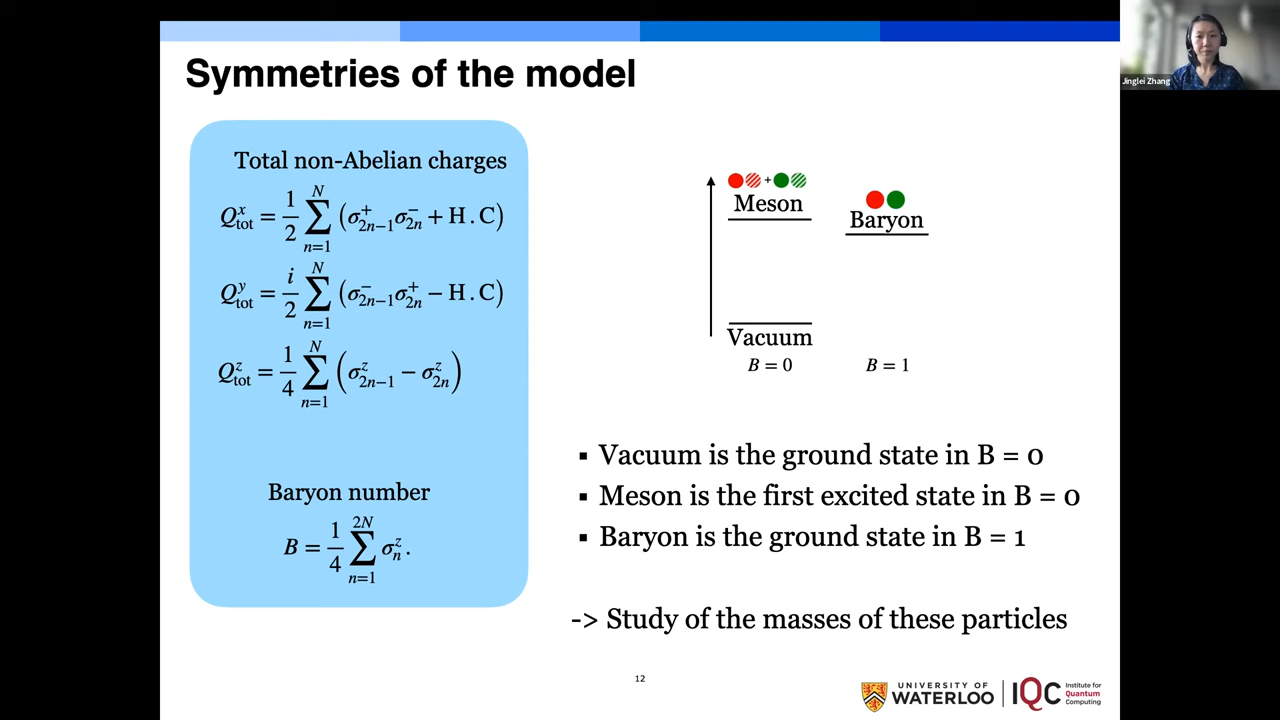 Jinglei Zhang
Symmetries of the model
Total non-Abelian charges
Q^x_tot = 1/2 ∑_{n=1}^{N} (σ^+_{2n−1} σ^−_{2n} + H . C)
Q^y_tot = i/2 ∑_{n=1}^{N} (σ^−_{2n−1} σ^+_{2n} − H . C)
Q^z_tot = 1/4 ∑_{n=1}^{N} (σ^z_{2n−1} − σ^z_{2n})
Baryon number
B = 1/4 ∑_{n=1}^{2N} σ^z_n .
+
Meson
Baryon
Vacuum
B = 0
B = 1
▪ Vacuum is the ground state in B = 0
▪ Meson is the first excited state in B = 0
▪ Baryon is the ground state in B = 1
-> Study of the masses of these particles
12
UNIVERSITY OF
WATERLOO
IQC
Institute for
Quantum
Computing